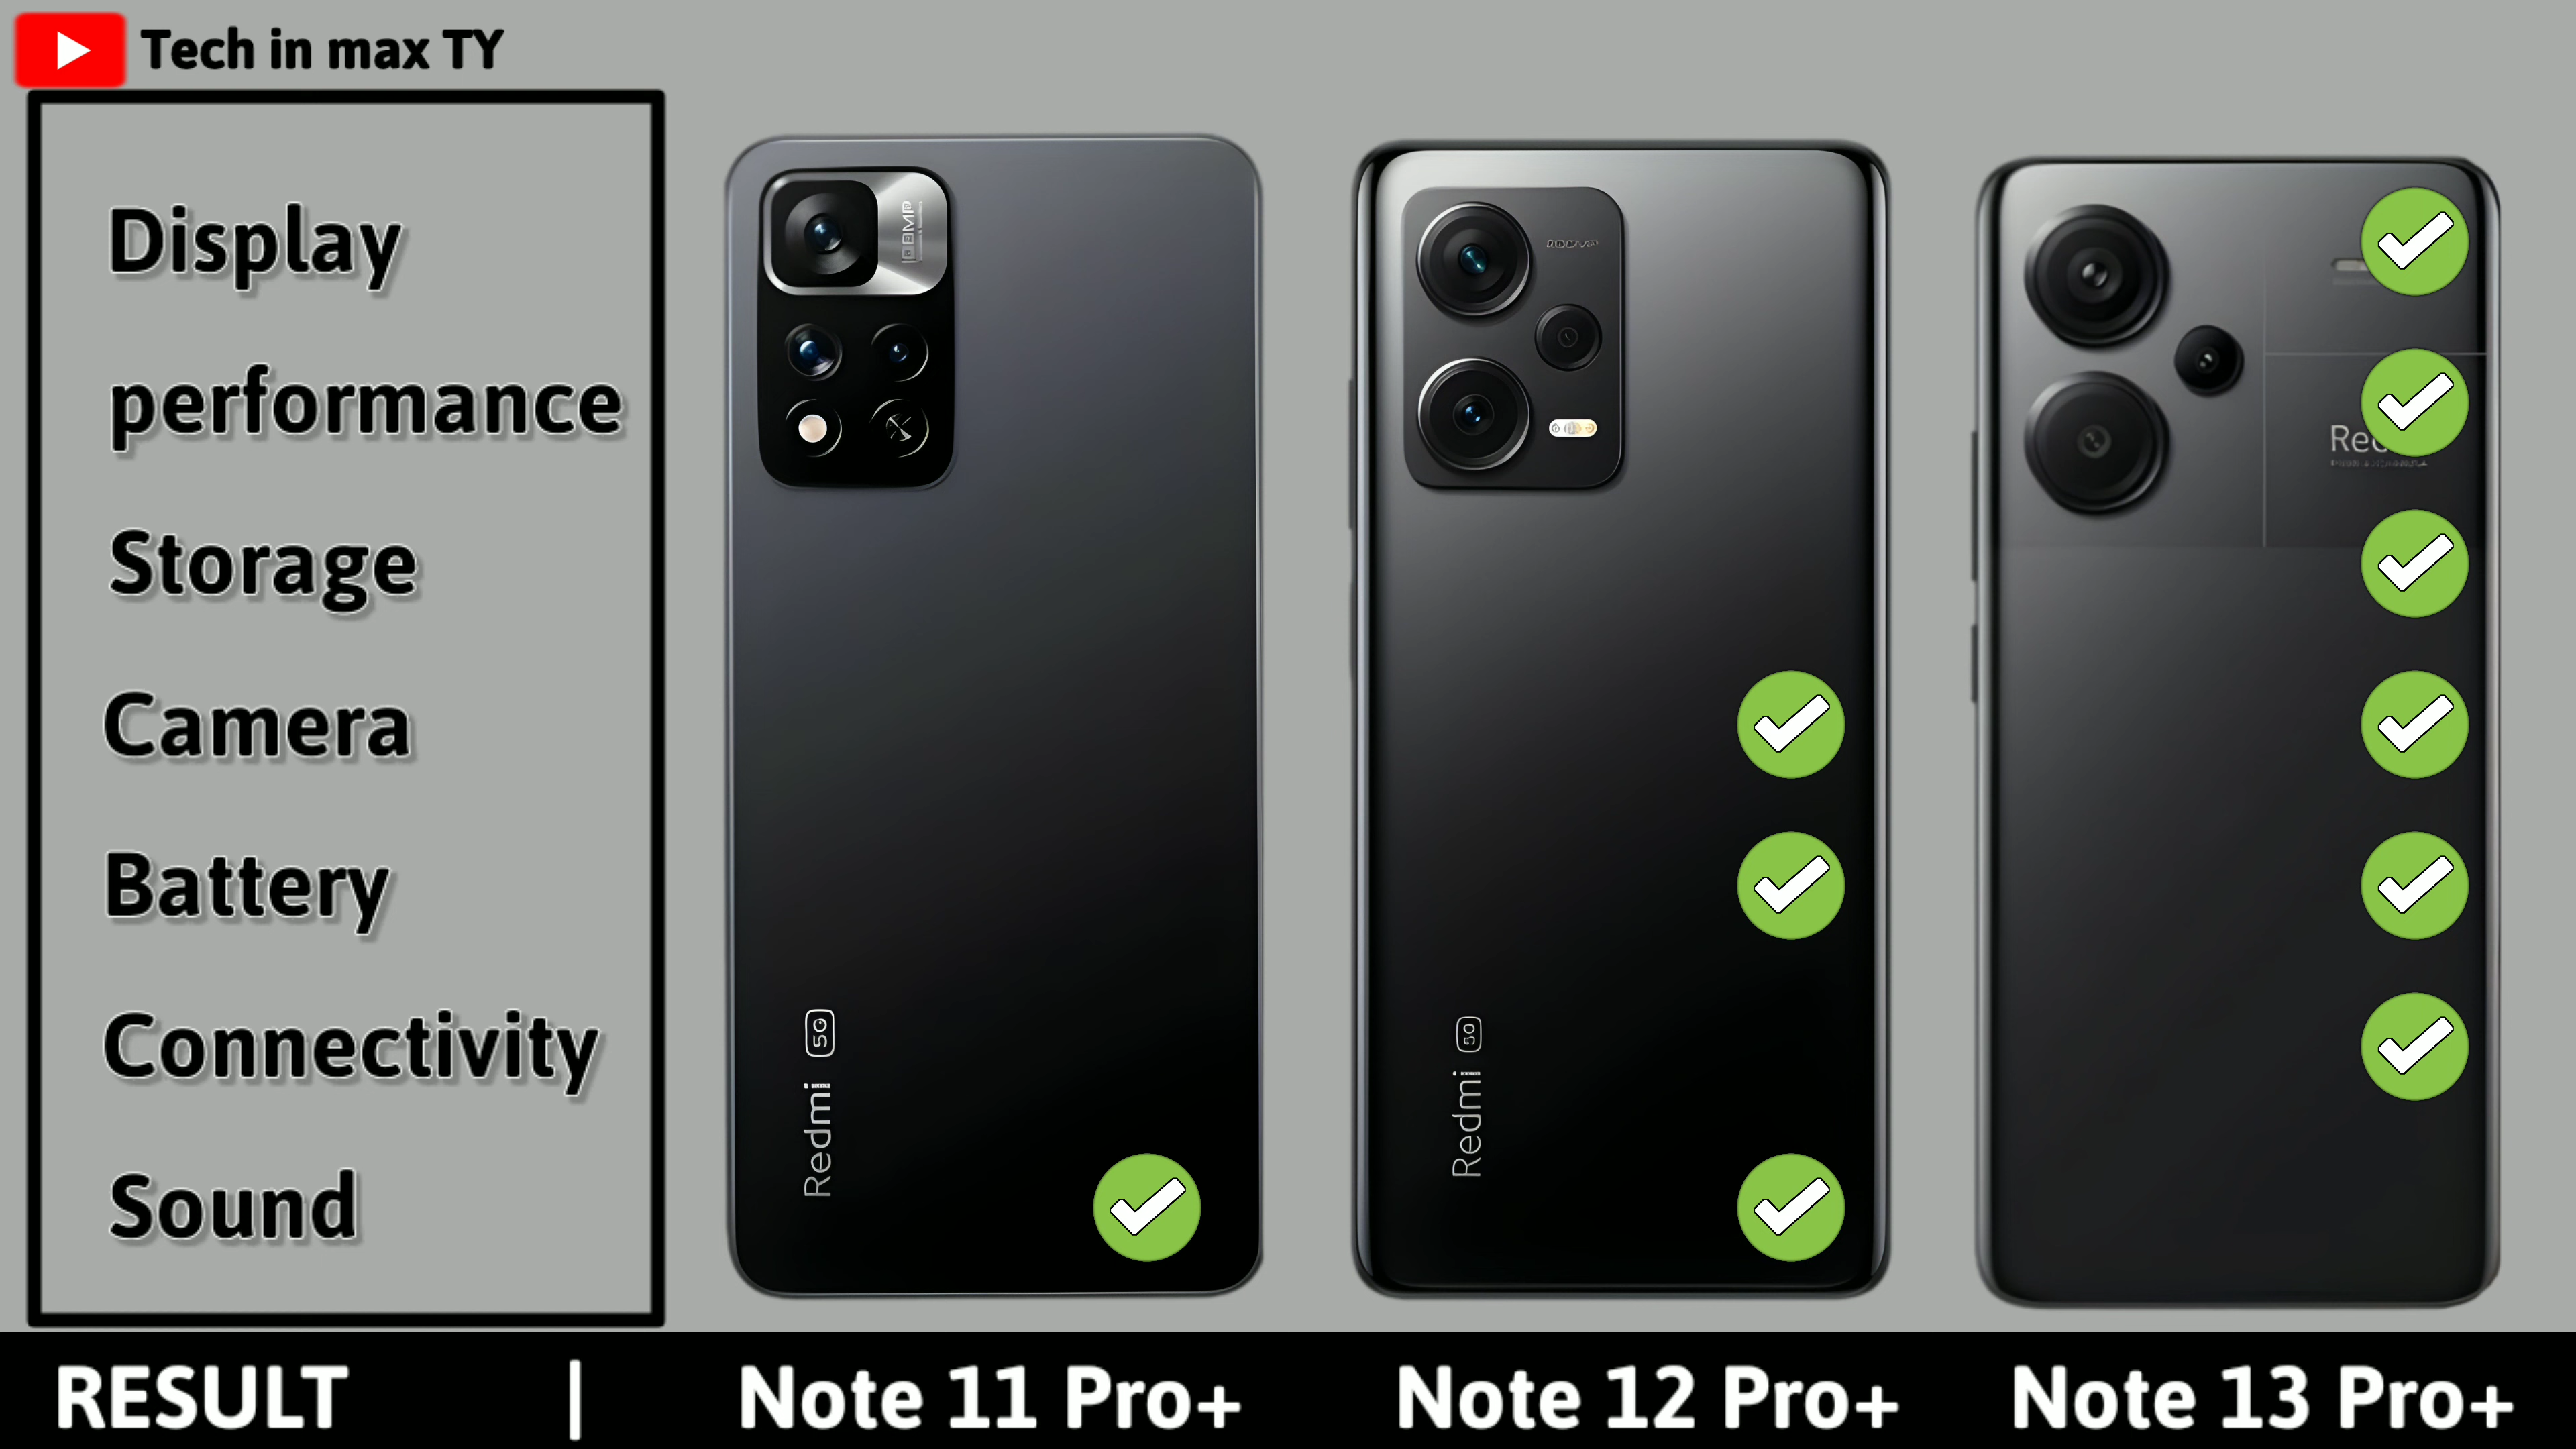 Tech in max TY
Display
performance
Storage
Camera
Battery
Connectivity
Sound
Redmi 5G
Redmi 5G
RESULT | Note 11 Pro+ Note 12 Pro+ Note 13 Pro+